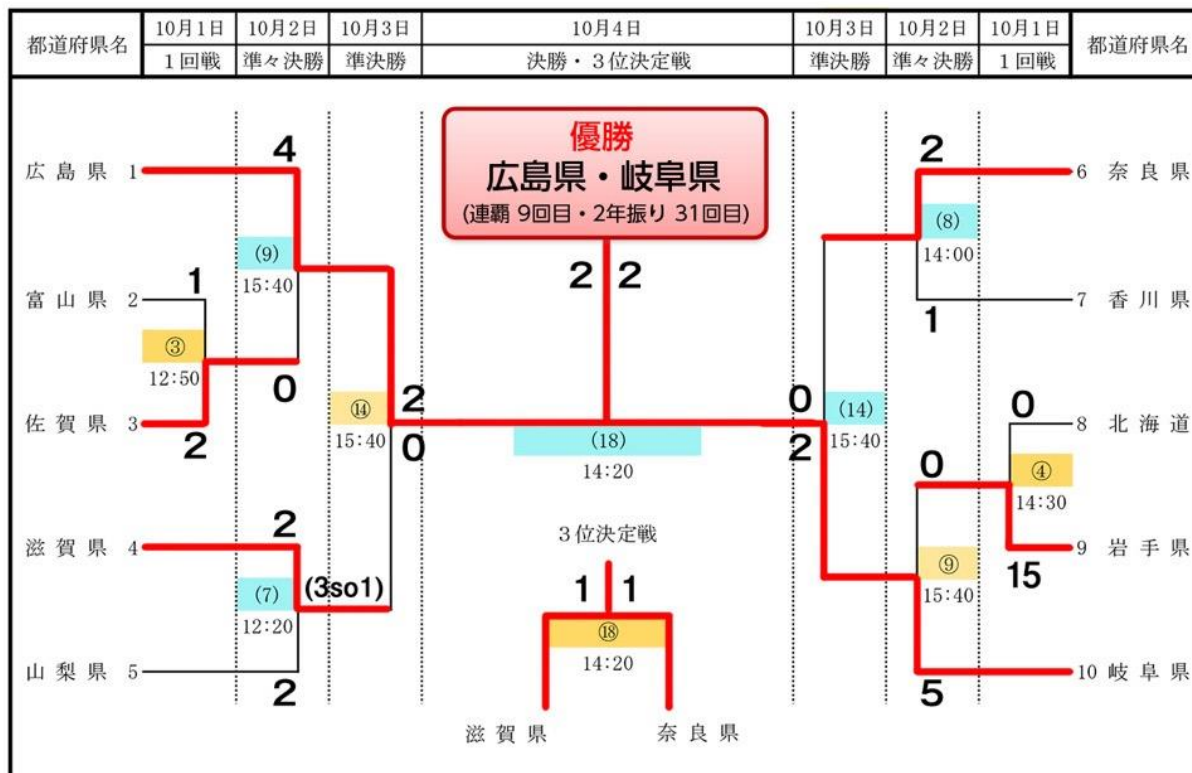 都道府県名 10月1日 10月2日 10月3日 10月4日 10月3日 10月2日 10月1日 都道府県名
1回戦 準々決勝 準決勝 決勝・3位決定戦 準決勝 準々決勝 1回戦
優勝
広島県・岐阜県
(連覇 9回目・2年振り 31回目)
4
2
広島県 1
6 奈良県
(9)
15:40
(8)
14:00
1
2 2
富山県 2
7 香川県
1
③
12:50
0
佐賀県 3
2
⑭
15:40
2
0
(18)
14:20
0
2
(14)
15:40
0
8 北海道
④
14:30
0
滋賀県 4
2
(3so1)
(7)
12:20
3位決定戦
1 1
⑱
14:20
⑨
15:40
9 岩手県
15
山梨県 5
2
5
10 岐阜県
滋賀県 奈良県